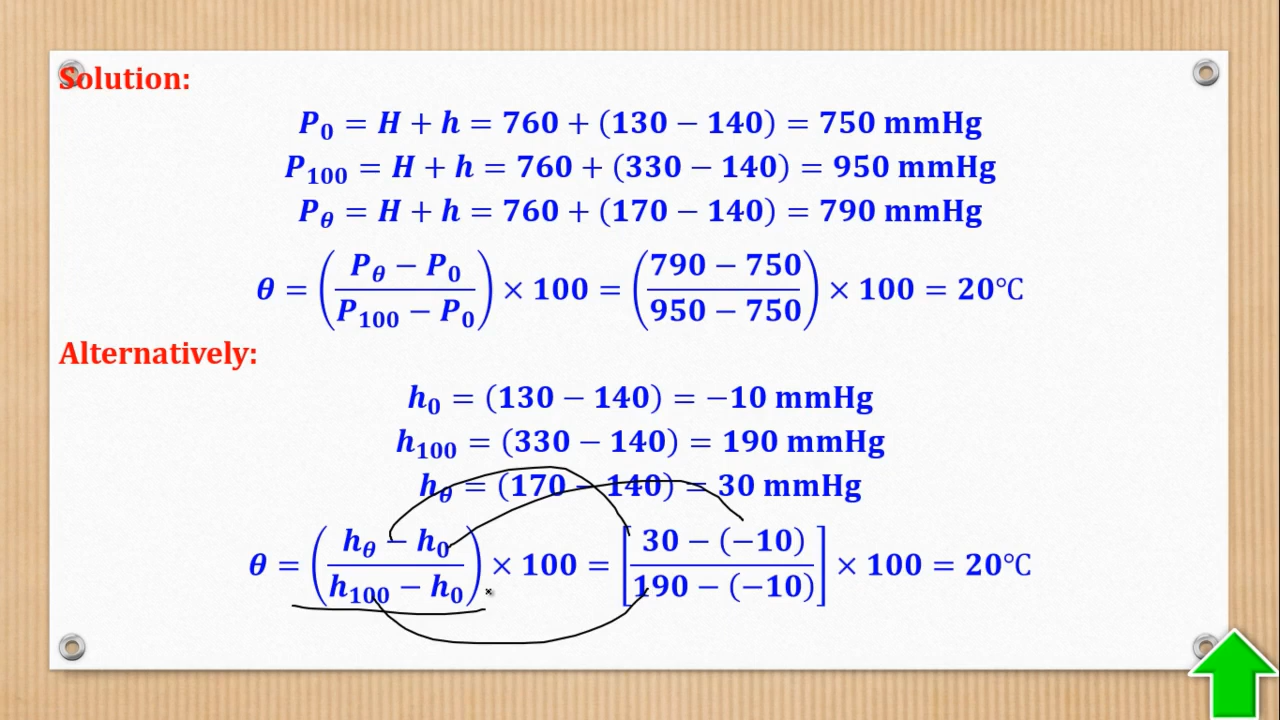 Solution:
P₀ = H + h = 760 + (130 − 140) = 750 mmHg
P₁₀₀ = H + h = 760 + (330 − 140) = 950 mmHg
P_θ = H + h = 760 + (170 − 140) = 790 mmHg
θ = ((P_θ − P₀)/(P₁₀₀ − P₀)) × 100 = ((790 − 750)/(950 − 750)) × 100 = 20℃
Alternatively:
h₀ = (130 − 140) = −10 mmHg
h₁₀₀ = (330 − 140) = 190 mmHg
h_θ = (170 − 140) = 30 mmHg
θ = ((h_θ − h₀)/(h₁₀₀ − h₀)) × 100 = [(30 − (−10))/(190 − (−10))] × 100 = 20℃